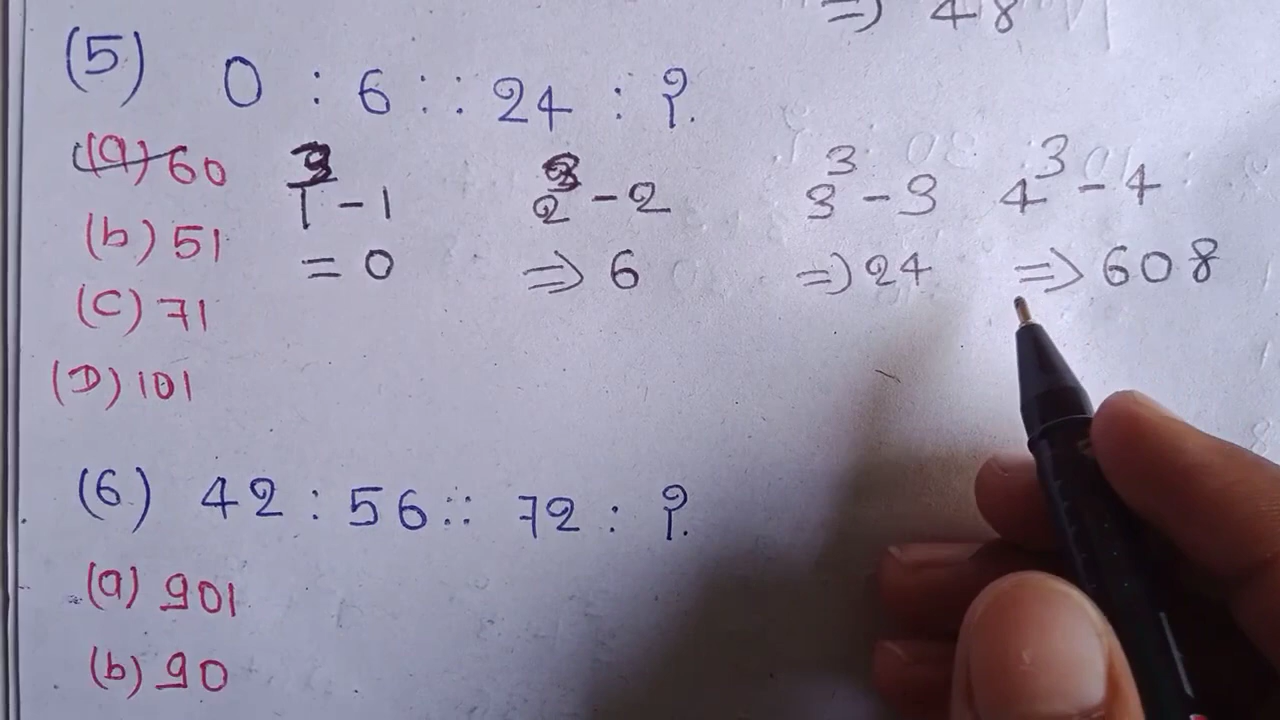 => 48
(5) 0 : 6 :: 24 : ?
(a) 60
1³ - 1 2³ - 2 3³ - 3 4³ - 4
(b) 51
= 0 => 6 => 24 => 608
(C) 71
(D) 101
(6) 42 : 56 :: 72 : ?
(a) 901
(b) 90